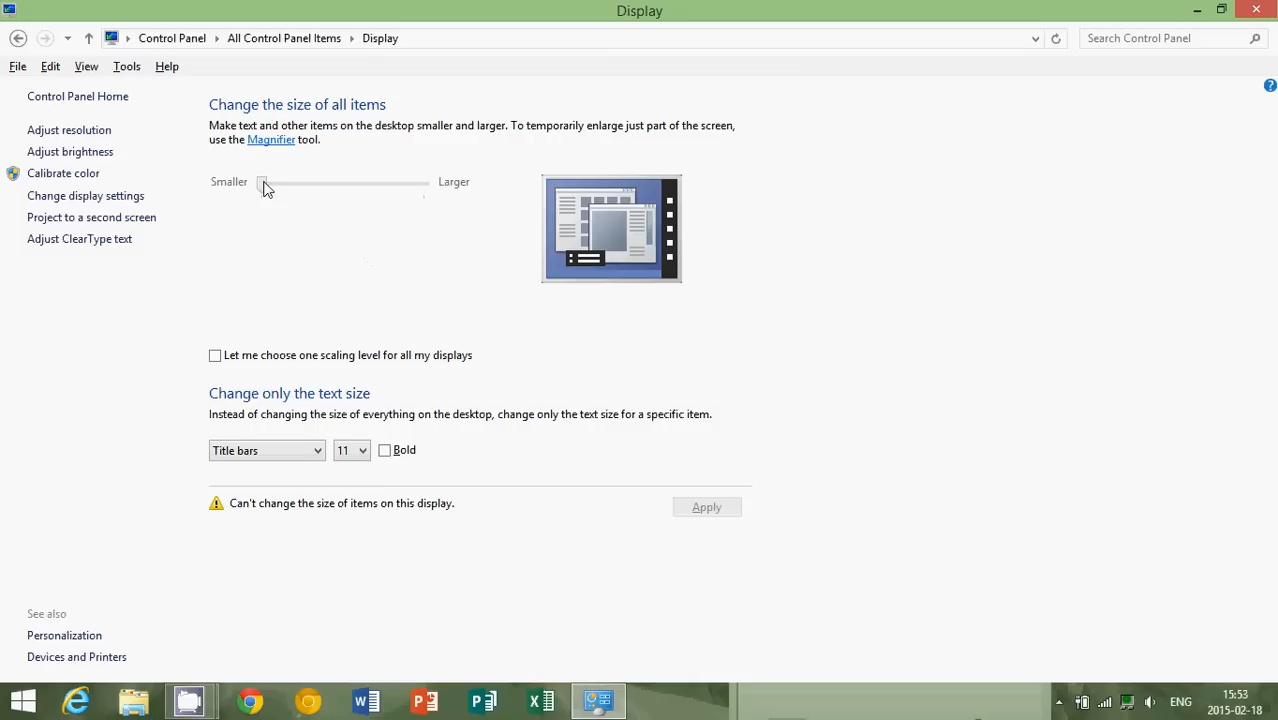 Display
Control Panel All Control Panel Items Display
Search Control Panel
File Edit View Tools Help
Control Panel Home
Adjust resolution
Adjust brightness
Calibrate color
Change display settings
Project to a second screen
Adjust ClearType text
Change the size of all items
Make text and other items on the desktop smaller and larger. To temporarily enlarge just part of the screen,
use the Magnifier tool.
Smaller Larger
Let me choose one scaling level for all my displays
Change only the text size
Instead of changing the size of everything on the desktop, change only the text size for a specific item.
Title bars 11 Bold
Can't change the size of items on this display.
Apply
See also
Personalization
Devices and Printers
ENG
15:53
2015-02-18